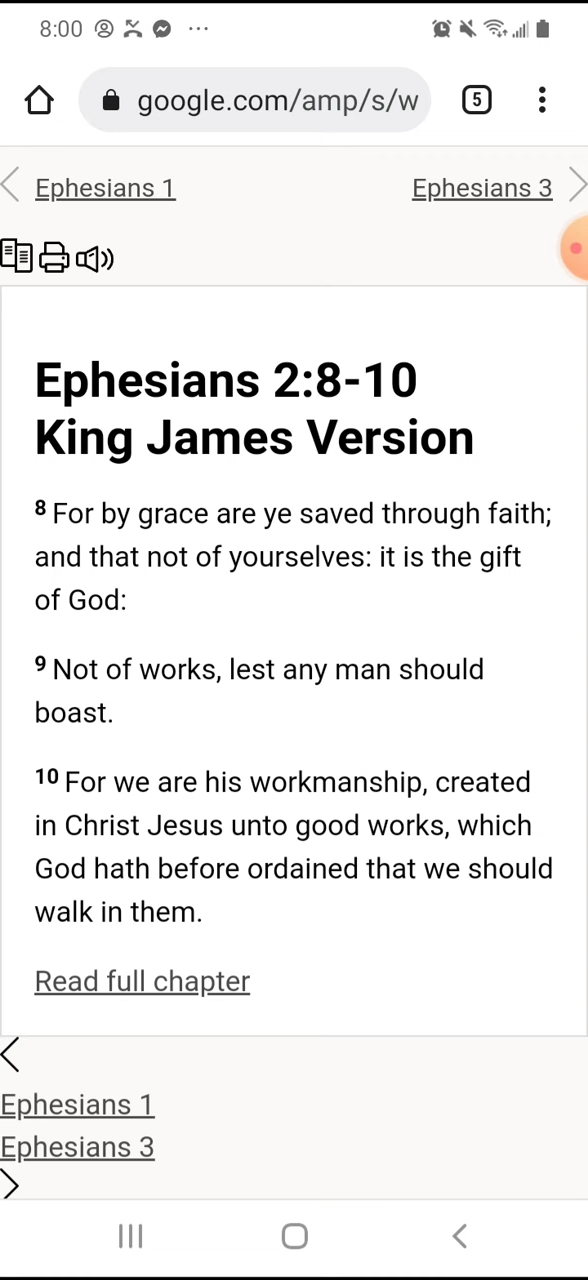 8:00
google.com/amp/s/w
5
Ephesians 1
Ephesians 3
Ephesians 2:8-10
King James Version
8 For by grace are ye saved through faith;
and that not of yourselves: it is the gift
of God:
9 Not of works, lest any man should
boast.
10 For we are his workmanship, created
in Christ Jesus unto good works, which
God hath before ordained that we should
walk in them.
Read full chapter
Ephesians 1
Ephesians 3